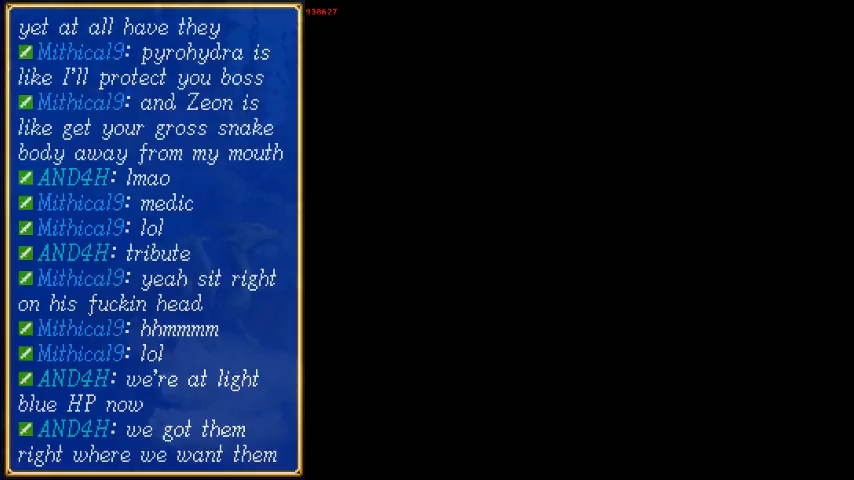 yet at all have they
Mithical9: pyrohydra is
like I'll protect you boss
Mithical9: and Zeon is
like get your gross snake
body away from my mouth
AND4H: lmao
Mithical9: medic
Mithical9: lol
AND4H: tribute
Mithical9: yeah sit right
on his fuckin head
Mithical9: hhmmmm
Mithical9: lol
AND4H: we're at light
blue HP now
AND4H: we got them
right where we want them
938627